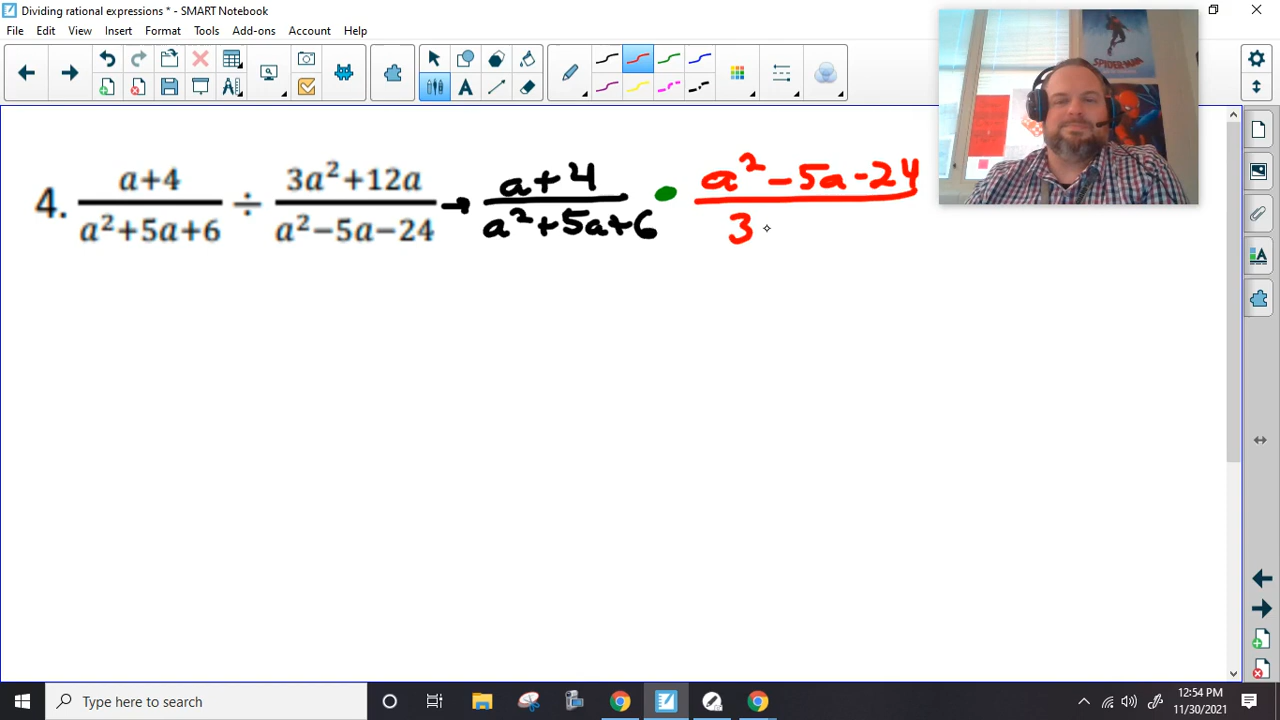 Dividing rational expressions * - SMART Notebook
File Edit View Insert Format Tools Add-ons Account Help
SPIDER-MAN
4. a+4 / a²+5a+6 ÷ 3a²+12a / a²−5a−24 → a+4 / a²+5a+6 • a²-5a-24 / 3
Type here to search
12:54 PM
11/30/2021